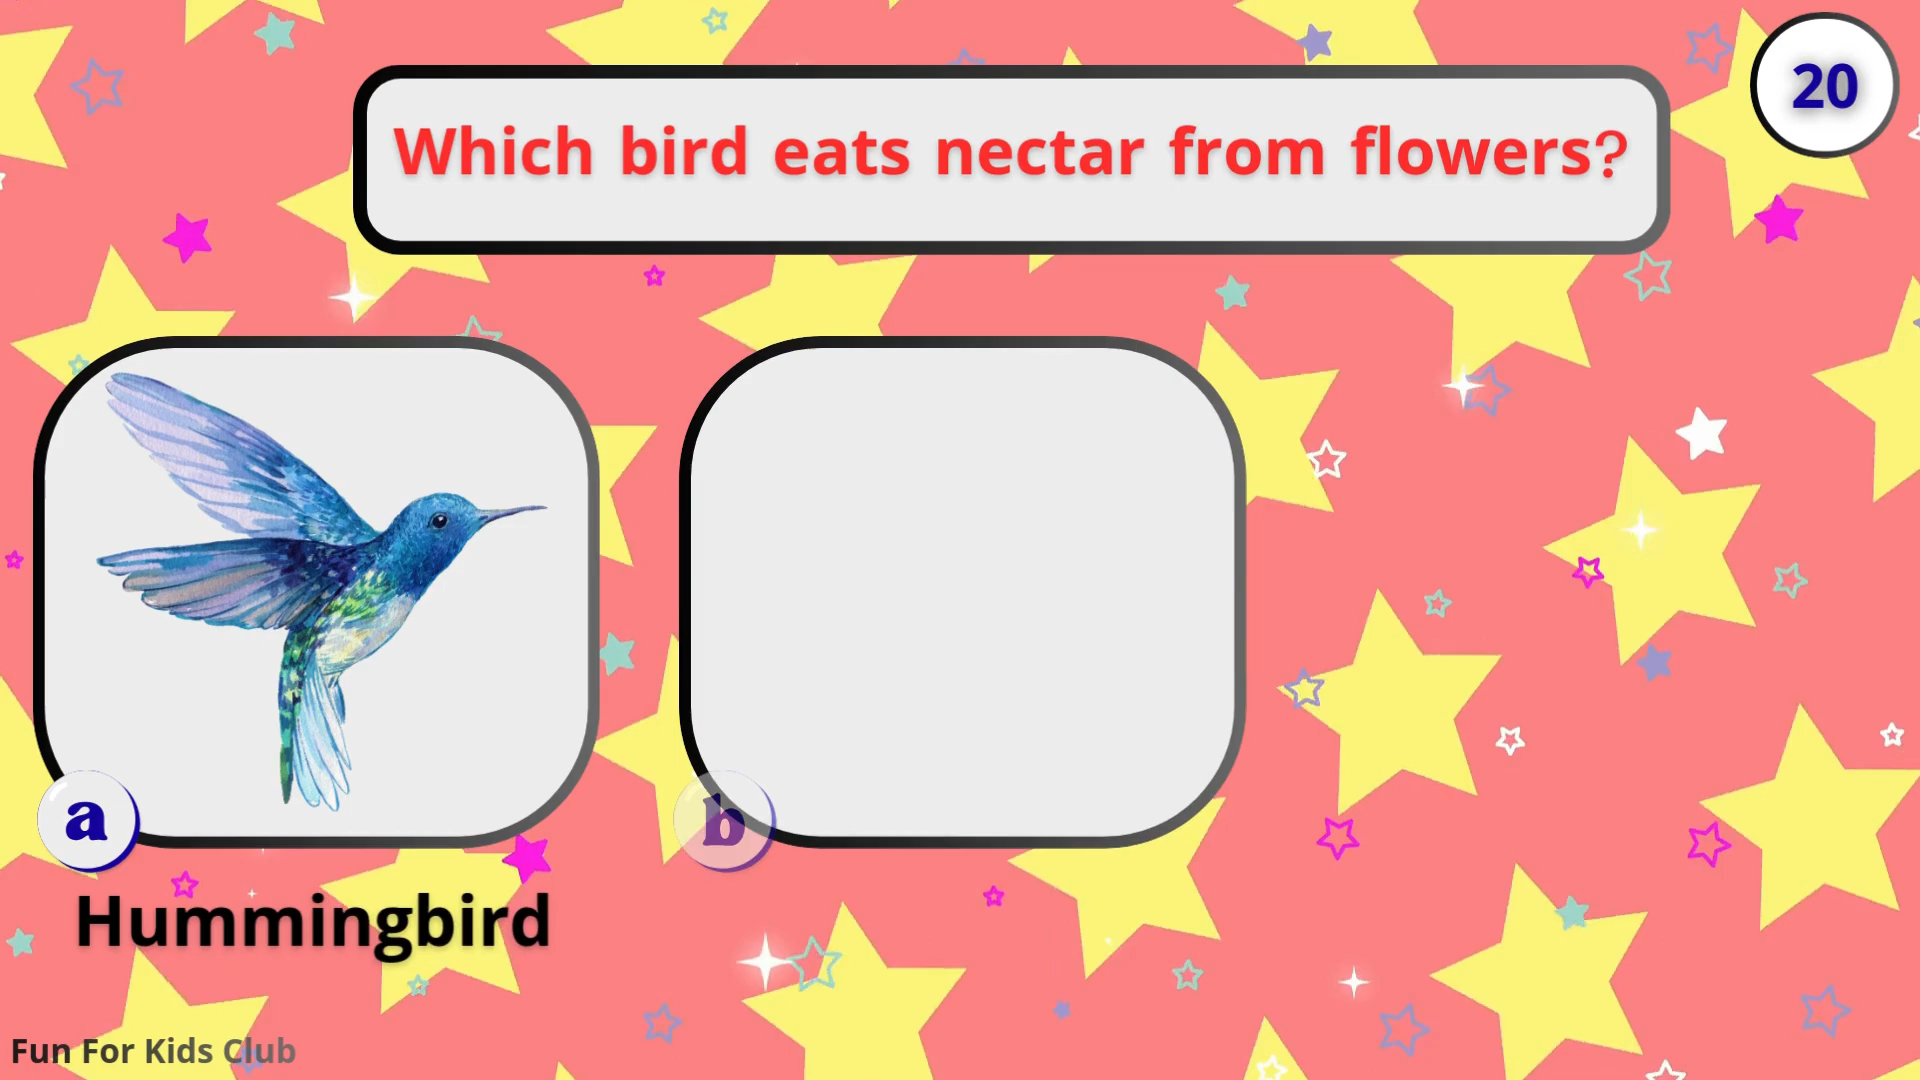 20
Which bird eats nectar from flowers?
a
b
Hummingbird
Fun For Kids Club